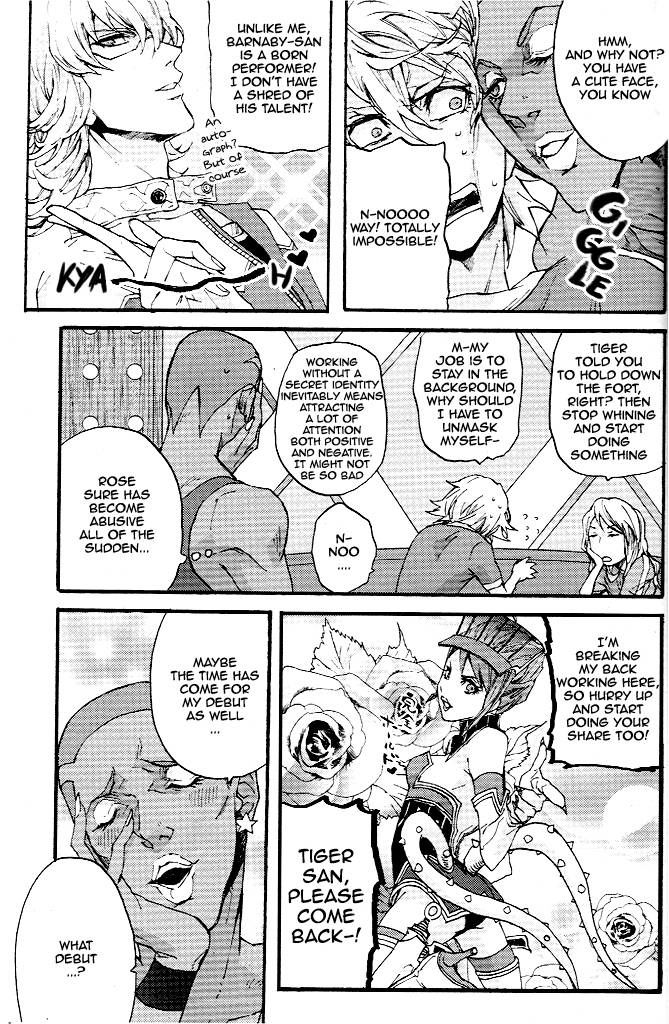 HMM,
AND WHY NOT?
YOU HAVE
A CUTE FACE,
YOU KNOW
GIGGLE
N-NOOOO
WAY! TOTALLY
IMPOSSIBLE!
UNLIKE ME,
BARNABY-SAN
IS A BORN
PERFORMER!
I DON'T HAVE
A SHRED OF
HIS TALENT!
An
auto-
Graph?
But of
course
KYA H
TIGER
TOLD YOU
TO HOLD DOWN
THE FORT,
RIGHT? THEN
STOP WHINING
AND START
DOING
SOMETHING
M-MY
JOB IS TO
STAY IN THE
BACKGROUND,
WHY SHOULD
I HAVE TO
UNMASK
MYSELF-
WORKING
WITHOUT A
SECRET IDENTITY
INEVITABLY MEANS
ATTRACTING
A LOT OF
ATTENTION
BOTH POSITIVE
AND NEGATIVE.
IT MIGHT NOT
BE SO BAD
N-
NOO
....
ROSE
SURE HAS
BECOME
ABUSIVE
ALL OF THE
SUDDEN...
I'M
BREAKING
MY BACK
WORKING HERE,
SO HURRY UP
AND START
DOING YOUR
SHARE TOO!
TIGER
SAN,
PLEASE
COME
BACK-!
MAYBE
THE TIME HAS
COME FOR
MY DEBUT
AS WELL
...
WHAT
DEBUT
...?